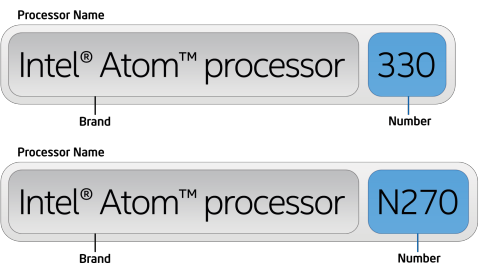 Processor Name
Intel® Atom™ processor 330
Brand Number
Processor Name
Intel® Atom™ processor N270
Brand Number